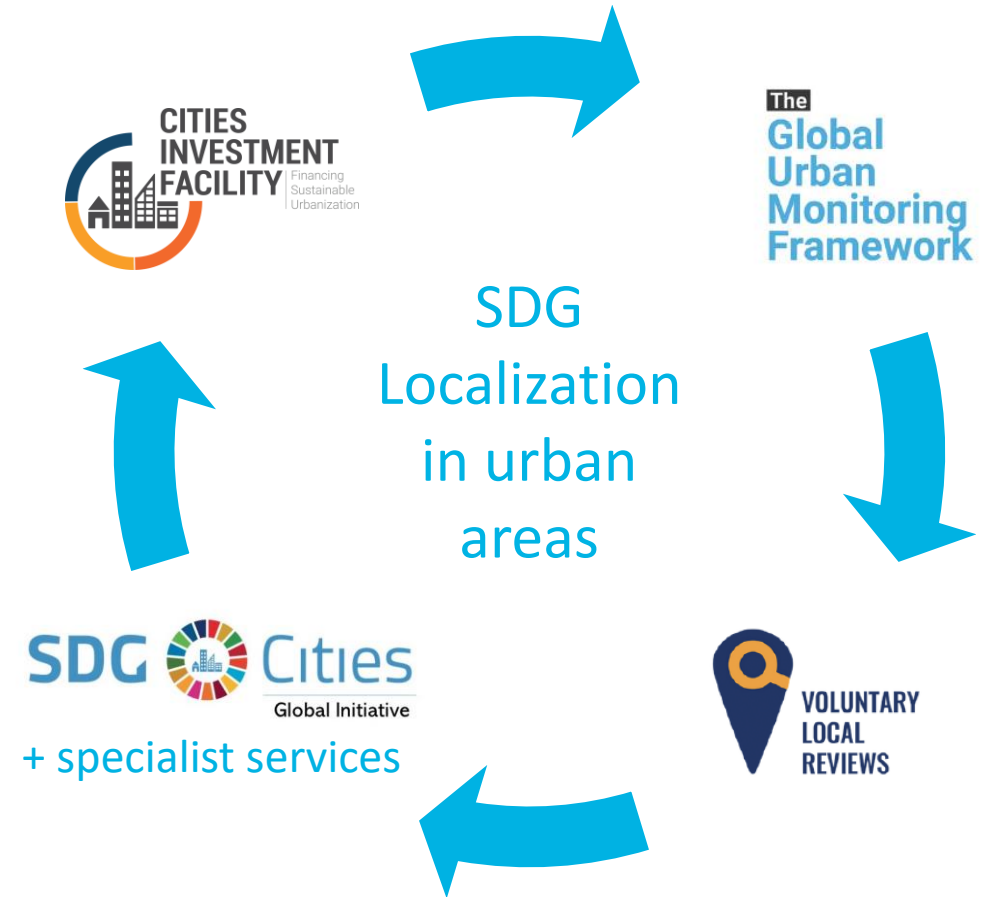 CITIES
INVESTMENT
FACILITY
Financing
Sustainable
Urbanization
The
Global
Urban
Monitoring
Framework
SDG
Localization
in urban
areas
SDG Cities
Global Initiative
+ specialist services
VOLUNTARY
LOCAL
REVIEWS